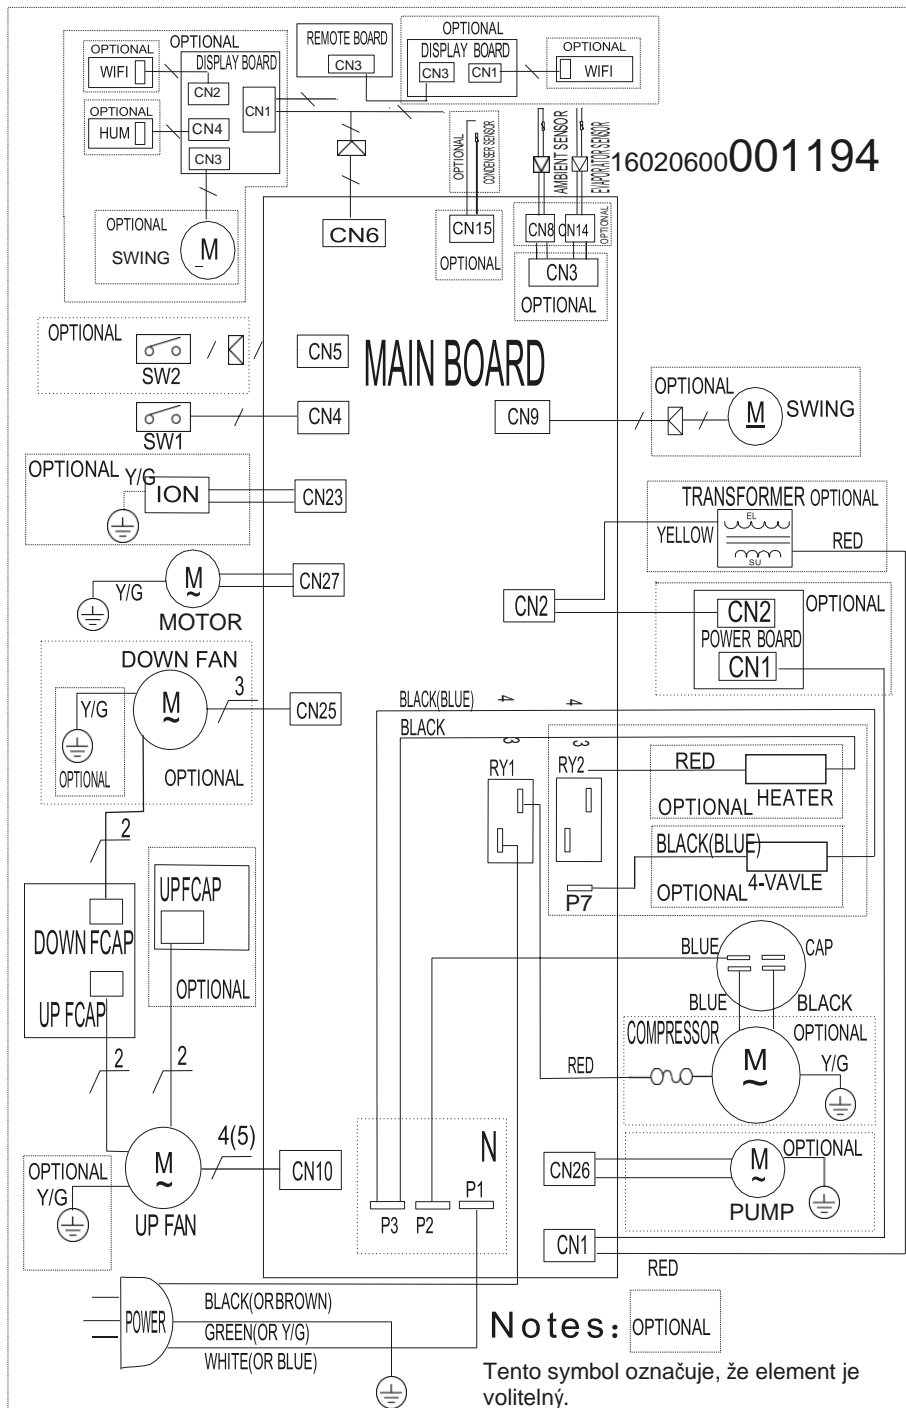 OPTIONAL
OPTIONAL
WIFI
DISPLAY BOARD
CN2
CN1
OPTIONAL
HUM
CN4
CN3
OPTIONAL
SWING
M
REMOTE BOARD
CN3
OPTIONAL
DISPLAY BOARD
CN3
CN1
OPTIONAL
WIFI
OPTIONAL
CONDENSER SENSOR
AMBIENT SENSOR
EVAPORATOR SENSOR
16020600001194
CN6
CN15
OPTIONAL
CN8
CN14
OPTIONAL
CN3
OPTIONAL
OPTIONAL
SW2
CN5
MAIN BOARD
SW1
CN4
CN9
OPTIONAL
M
SWING
OPTIONAL
Y/G
ION
CN23
TRANSFORMER OPTIONAL
EL
SU
YELLOW
RED
Y/G
M
~
MOTOR
CN27
CN2
CN2
OPTIONAL
POWER BOARD
CN1
DOWN FAN
Y/G
OPTIONAL
M
~
3
CN25
OPTIONAL
BLACK(BLUE)
BLACK
4
3
4
3
RY1
RY2
RED
HEATER
OPTIONAL
BLACK(BLUE)
4-VAVLE
OPTIONAL
P7
2
DOWN FCAP
UP FCAP
UPFCAP
OPTIONAL
BLUE
CAP
BLUE
BLACK
COMPRESSOR
OPTIONAL
M
~
Y/G
RED
2
2
OPTIONAL
Y/G
M
~
UP FAN
4(5)
CN10
N
P3
P2
P1
CN26
M
~
OPTIONAL
PUMP
CN1
RED
POWER
BLACK(ORBROWN)
GREEN(OR Y/G)
WHITE(OR BLUE)
Notes: OPTIONAL
Tento symbol označuje, že element je
volitelný.